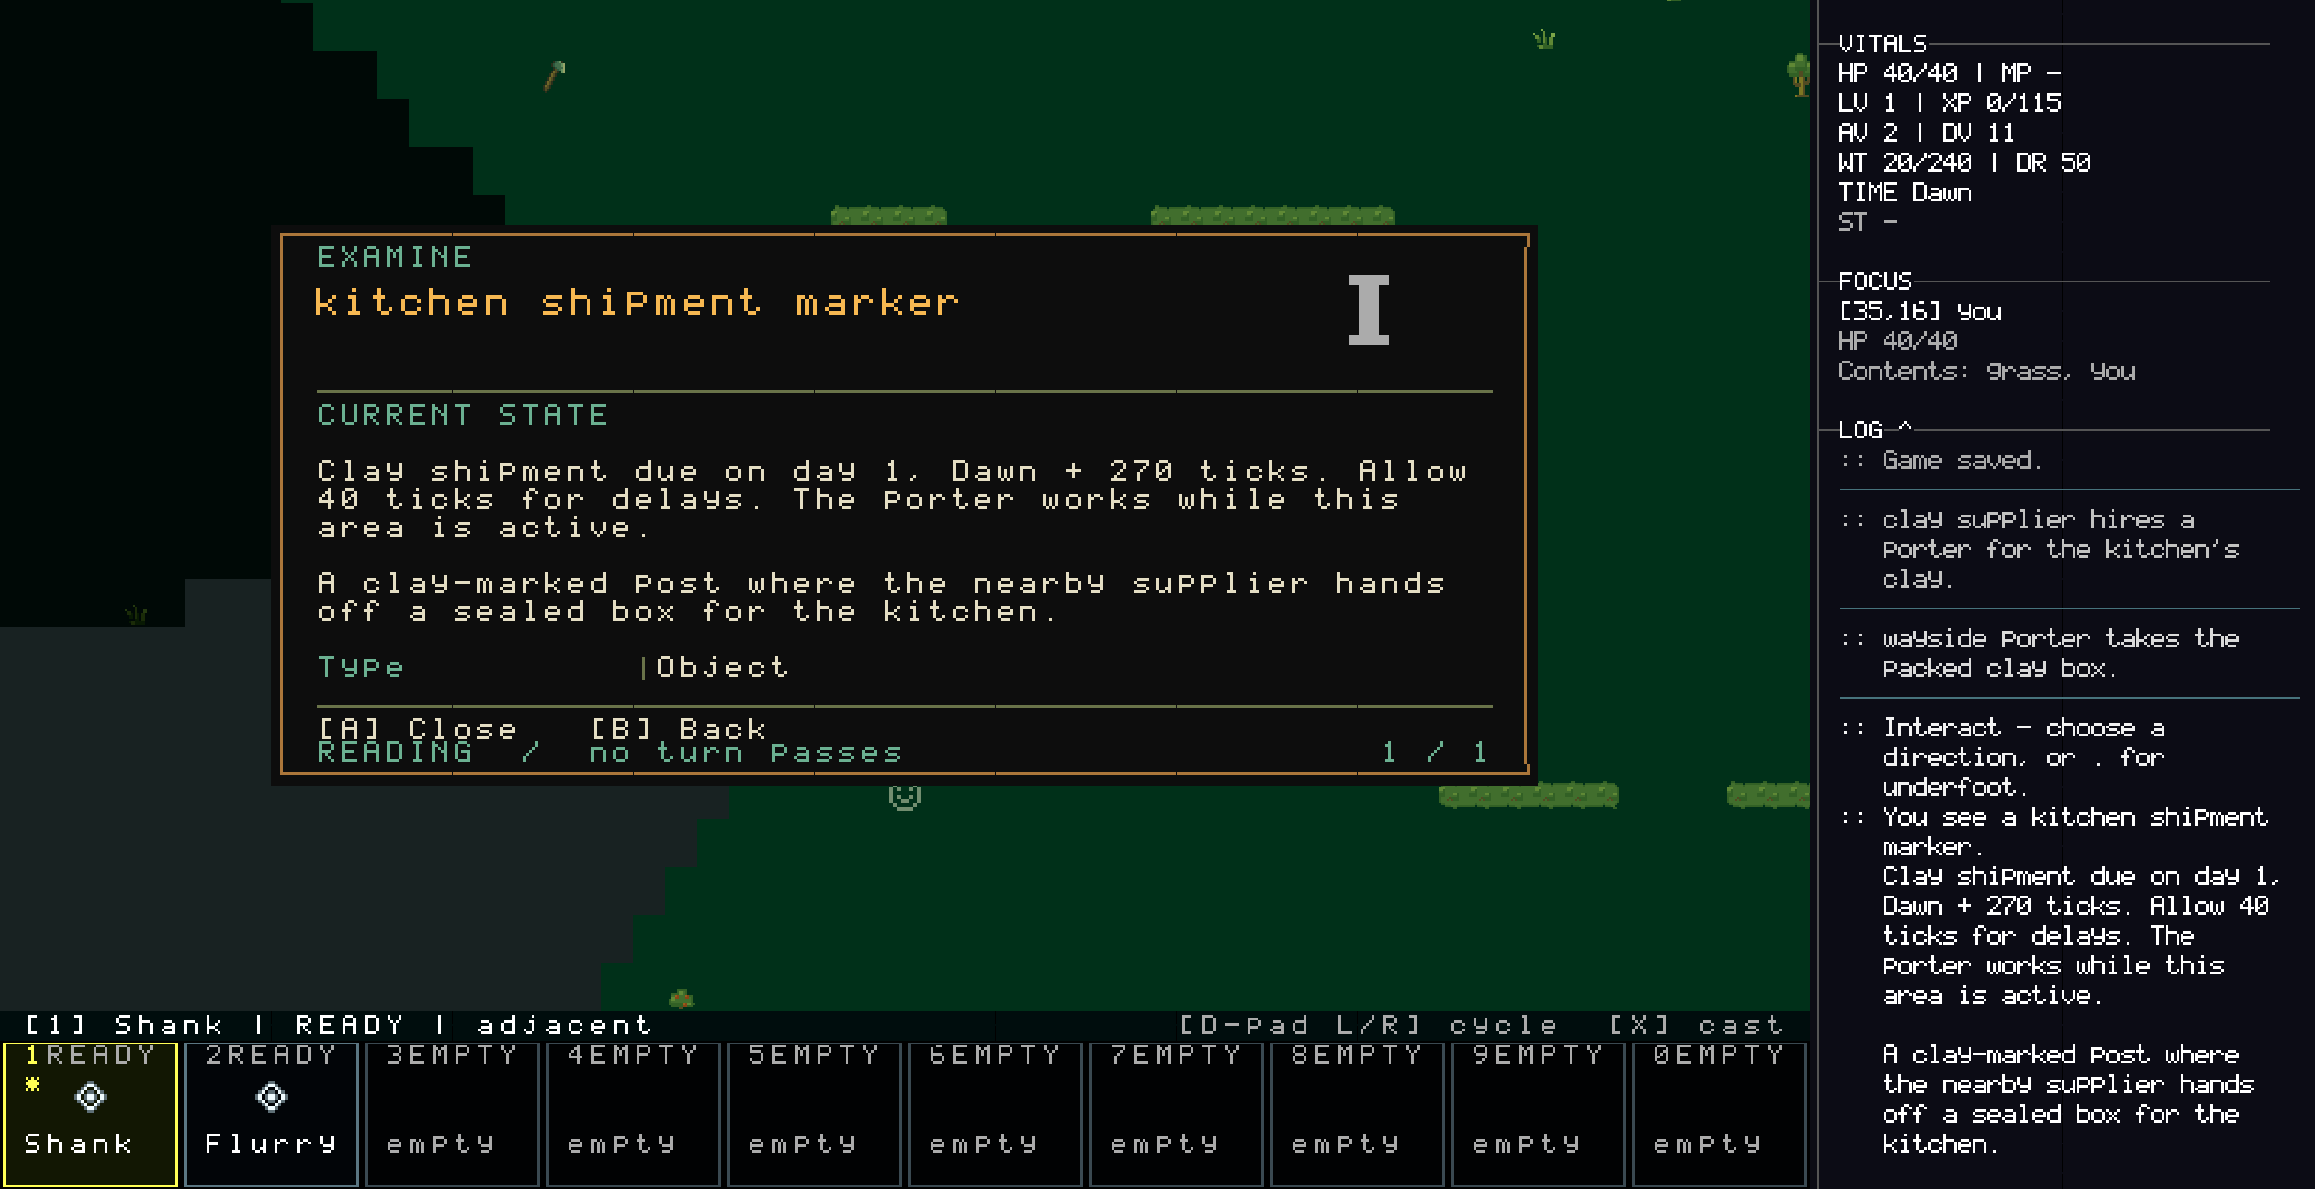 EXAMINE
kitchen shipment marker
I
CURRENT STATE
Clay shipment due on day 1, Dawn + 270 ticks. Allow
40 ticks for delays. The porter works while this
area is active.
A clay-marked post where the nearby supplier hands
off a sealed box for the kitchen.
Type |Object
[A] Close [B] Back
READING / no turn passes 1 / 1
[1] Shank | READY | adjacent [D-pad L/R] cycle [X] cast
1READY 2READY 3EMPTY 4EMPTY 5EMPTY 6EMPTY 7EMPTY 8EMPTY 9EMPTY 0EMPTY
*
Shank Flurry empty empty empty empty empty empty empty empty
VITALS
HP 40/40 | MP -
LV 1 | XP 0/115
AV 2 | DV 11
WT 20/240 | DR 50
TIME Dawn
ST -
FOCUS
[35,16] you
HP 40/40
Contents: grass, you
LOG ^
:: Game saved.
:: clay supplier hires a
porter for the kitchen's
clay.
:: wayside porter takes the
packed clay box.
:: Interact - choose a
direction, or . for
underfoot.
:: You see a kitchen shipment
marker.
Clay shipment due on day 1,
Dawn + 270 ticks. Allow 40
ticks for delays. The
porter works while this
area is active.
A clay-marked post where
the nearby supplier hands
off a sealed box for the
kitchen.